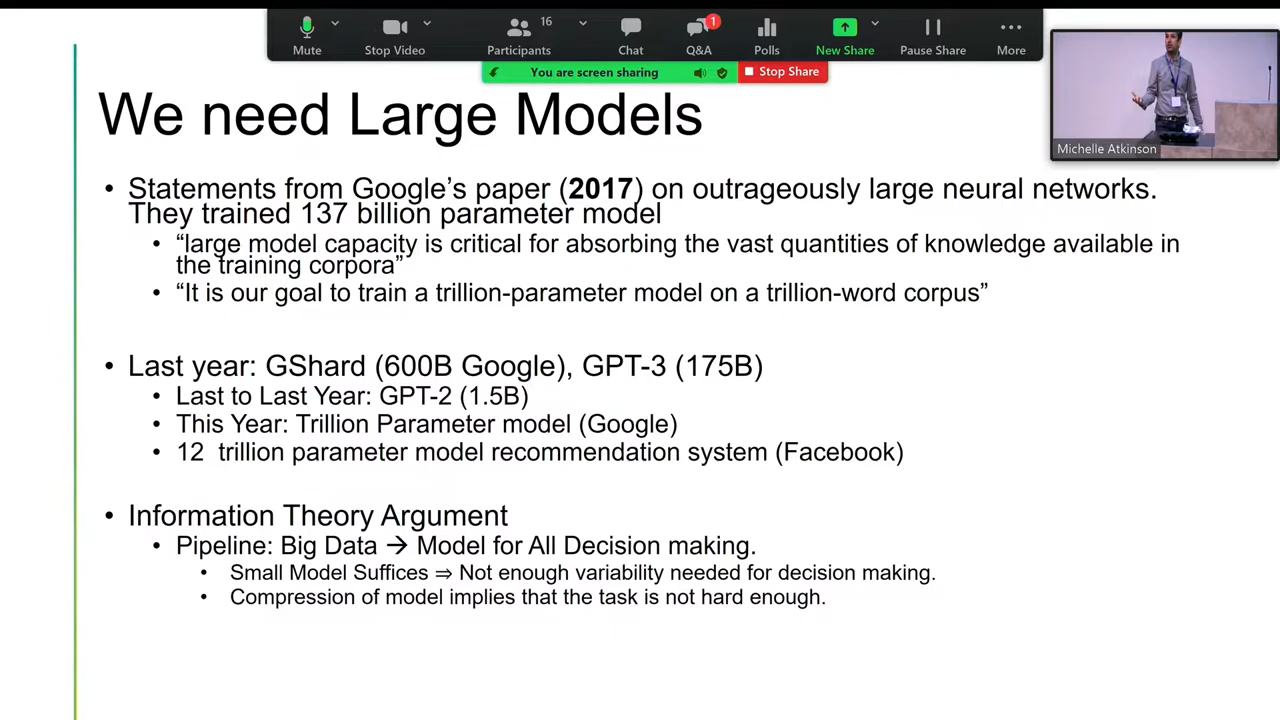 16
1
Mute
Stop Video
Participants
Chat
Q&A
Polls
New Share
Pause Share
More
You are screen sharing
Stop Share
Michelle Atkinson
We need Large Models
• Statements from Google's paper (2017) on outrageously large neural networks.
They trained 137 billion parameter model
• “large model capacity is critical for absorbing the vast quantities of knowledge available in
the training corpora”
• “It is our goal to train a trillion-parameter model on a trillion-word corpus”
• Last year: GShard (600B Google), GPT-3 (175B)
• Last to Last Year: GPT-2 (1.5B)
• This Year: Trillion Parameter model (Google)
• 12 trillion parameter model recommendation system (Facebook)
• Information Theory Argument
• Pipeline: Big Data → Model for All Decision making.
• Small Model Suffices ⇒ Not enough variability needed for decision making.
• Compression of model implies that the task is not hard enough.